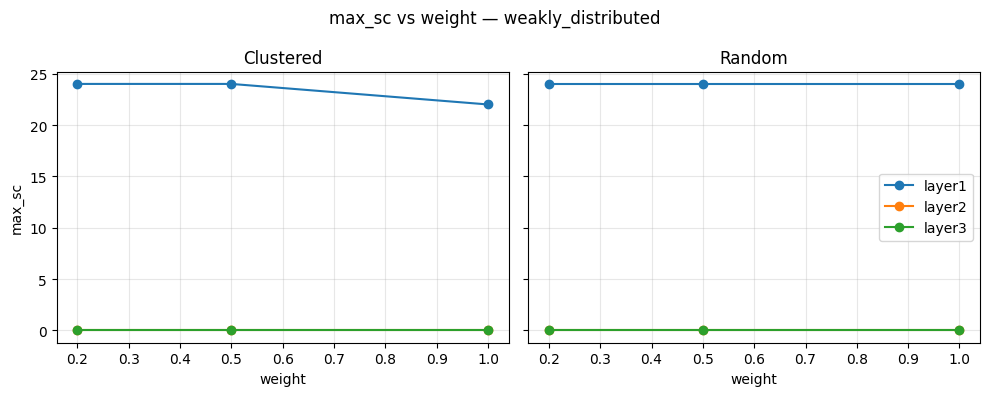 max_sc vs weight — weakly_distributed
Clustered
Random
25
20
15
10
5
0
max_sc
layer1
layer2
layer3
0.2 0.3 0.4 0.5 0.6 0.7 0.8 0.9 1.0
0.2 0.3 0.4 0.5 0.6 0.7 0.8 0.9 1.0
weight
weight